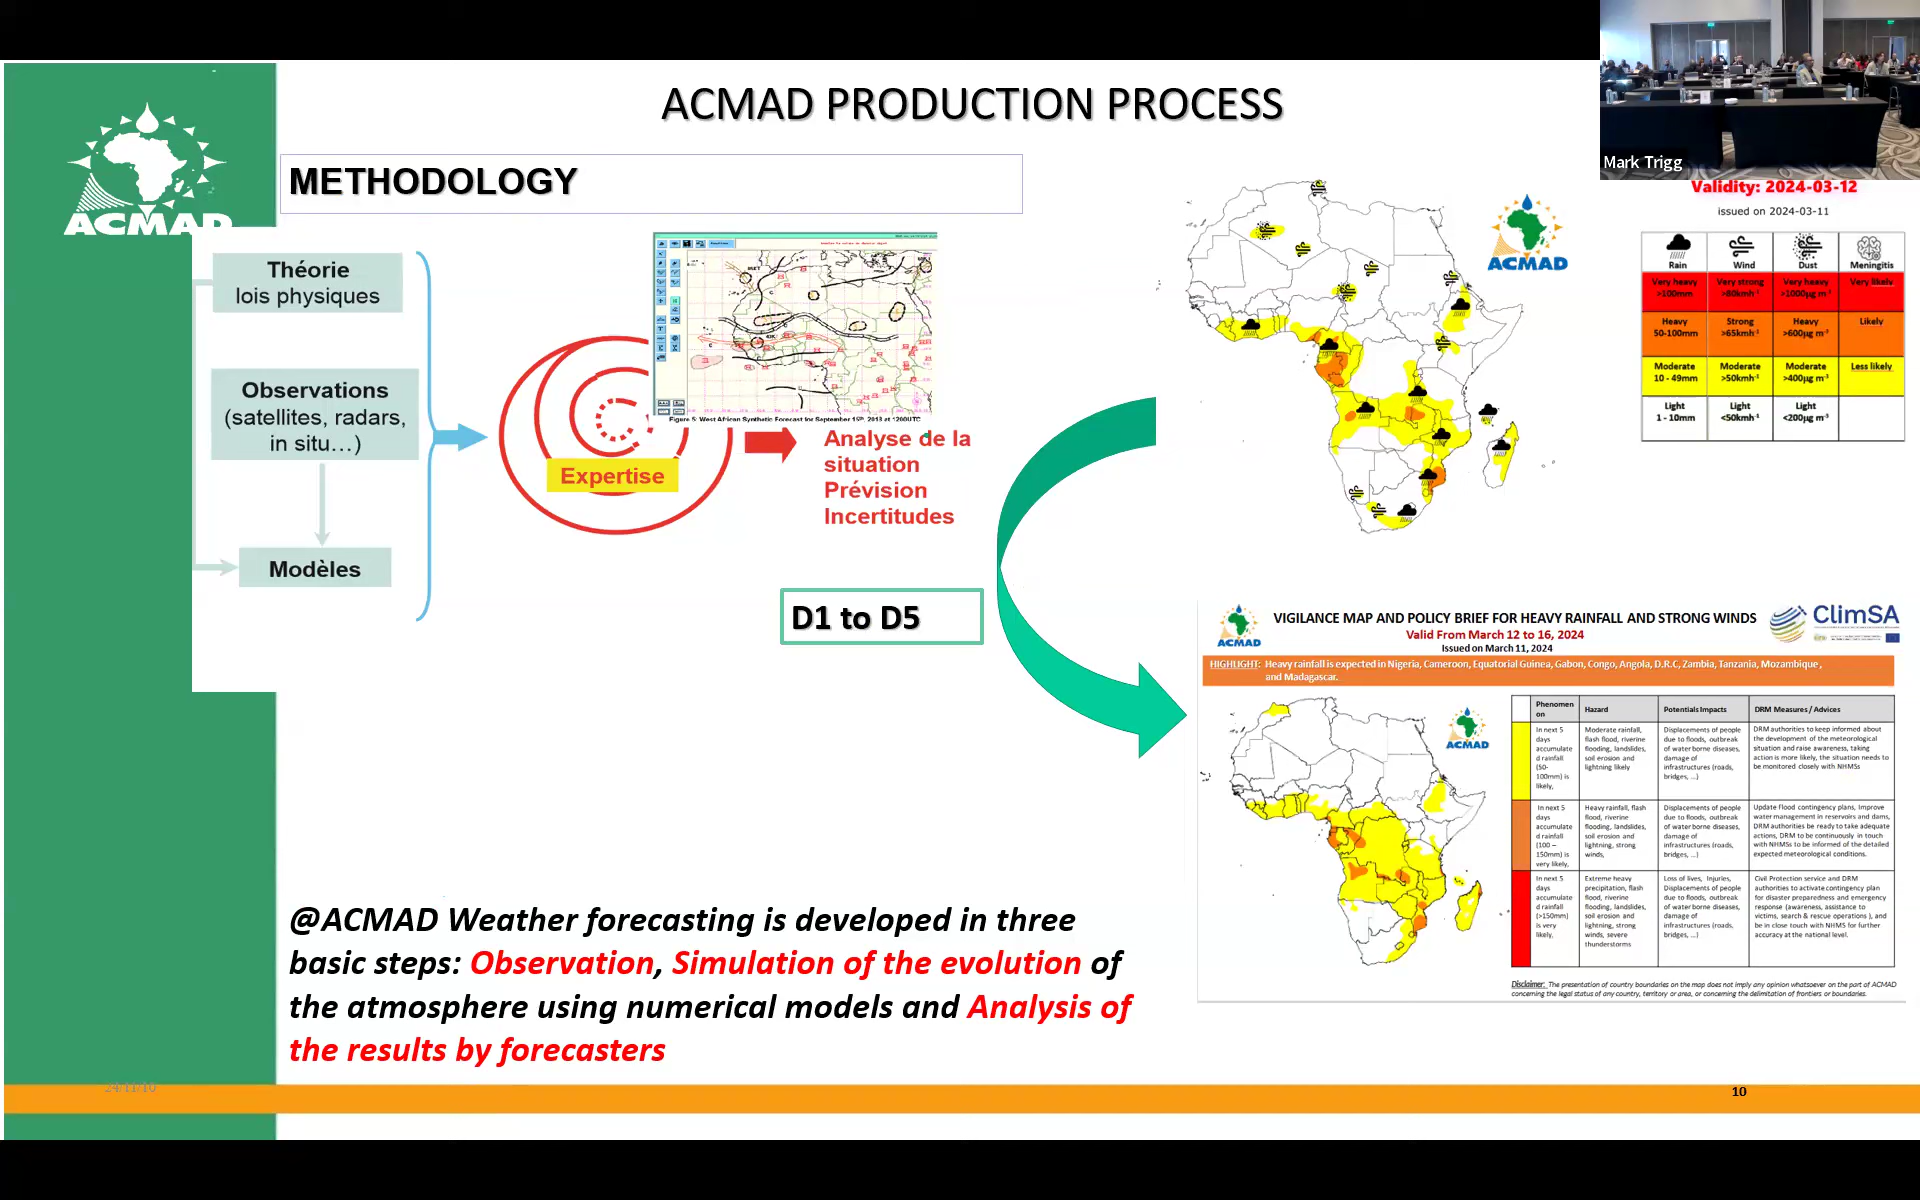 ACMAD PRODUCTION PROCESS
Mark Trigg
ACMAD
METHODOLOGY
Théorie
lois physiques
Observations
(satellites, radars,
in situ...)
Modèles
Expertise
Figure 5: West African Synthetic Forecast for September 15th, 2013 at 1200UTC
Analyse de la
situation
Prévision
Incertitudes
D1 to D5
ACMAD
Validity: 2024-03-12
issued on 2024-03-11
Rain Wind Dust Meningitis
Very heavy >100mm Very strong >80kmh-1 Very heavy >1000µg m-3 Very likely
Heavy 50-100mm Strong >65kmh-1 Heavy >600µg m-3 Likely
Moderate 10 - 49mm Moderate >50kmh-1 Moderate >400µg m-3 Less likely
Light 1 - 10mm Light <50kmh-1 Light <200µg m-3
ACMAD
VIGILANCE MAP AND POLICY BRIEF FOR HEAVY RAINFALL AND STRONG WINDS
Valid From March 12 to 16, 2024
Issued on March 11, 2024
ClimSA
HIGHLIGHT: Heavy rainfall is expected in Nigeria, Cameroon, Equatorial Guinea, Gabon, Congo, Angola, D.R.C, Zambia, Tanzania, Mozambique,
and Madagascar.
ACMAD
Phenomen
on
Hazard
Potentials Impacts
DRM Measures / Advices
In next 5
days
accumulate
d rainfall
(50-
100mm) is
likely,
Moderate rainfall,
flash flood, riverine
flooding, landslides,
soil erosion and
lightning likely
Displacements of people
due to floods, outbreak
of water borne diseases,
damage of
infrastructures (roads,
bridges, ...)
DRM authorities to keep informed about
the development of the meteorological
situation and raise awareness, taking
action is more likely, the situation needs to
be monitored closely with NHMSs
In next 5
days
accumulate
d rainfall
(100 –
150mm) is
very likely,
Heavy rainfall, flash
flood, riverine
flooding, landslides,
soil erosion and
lightning, strong
winds,
Displacements of people
due to floods, outbreak
of water borne diseases,
damage of
infrastructures (roads,
bridges, ...)
Update Flood contingency plans, Improve
water management in reservoirs and dams,
DRM authorities be ready to take adequate
actions, DRM to be continuously in touch
with NHMSs to be informed of the detailed
expected meteorological conditions.
In next 5
days
accumulate
d rainfall
(>150mm)
is very
likely,
Extreme heavy
precipitation, flash
flood, riverine
flooding, landslides,
soil erosion and
lightning, strong
winds, severe
thunderstorms
Loss of lives, Injuries,
Displacements of people
due to floods, outbreak
of water borne diseases,
damage of
infrastructures (roads,
bridges, ...)
Civil Protection service and DRM
authorities to activate contingency plan
for disaster preparedness and emergency
response (awareness, assistance to
victims, search & rescue operations ), and
be in close touch with NHMS for further
accuracy at the national level.
Disclaimer: The presentation of country boundaries on the map does not imply any opinion whatsoever on the part of ACMAD
concerning the legal status of any country, territory or area, or concerning the delimitation of frontiers or boundaries.
@ACMAD Weather forecasting is developed in three
basic steps: Observation, Simulation of the evolution of
the atmosphere using numerical models and Analysis of
the results by forecasters
10